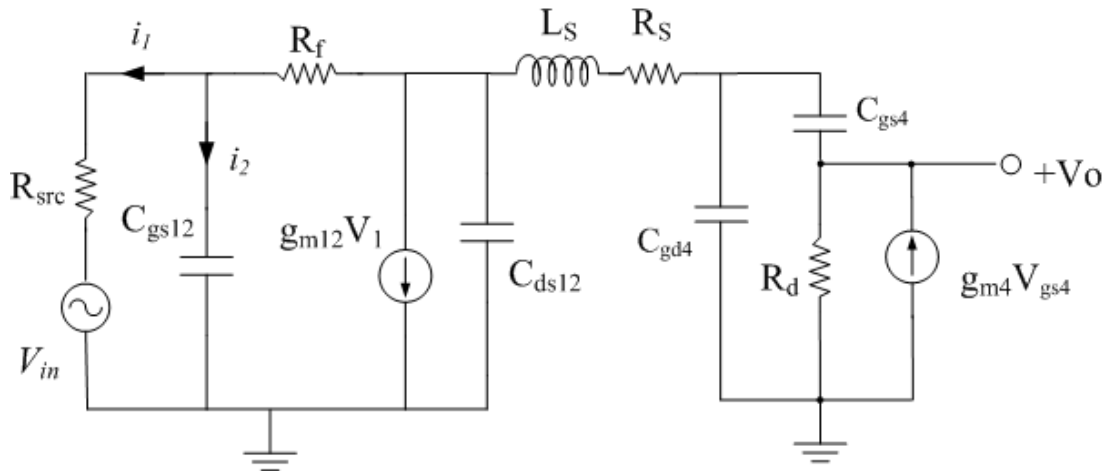 i1
Rf
LS
RS
Cgs4
i2
Rsrc
+Vo
Cgs12
gm12V1
Cds12
Cgd4
Rd
gm4Vgs4
Vin